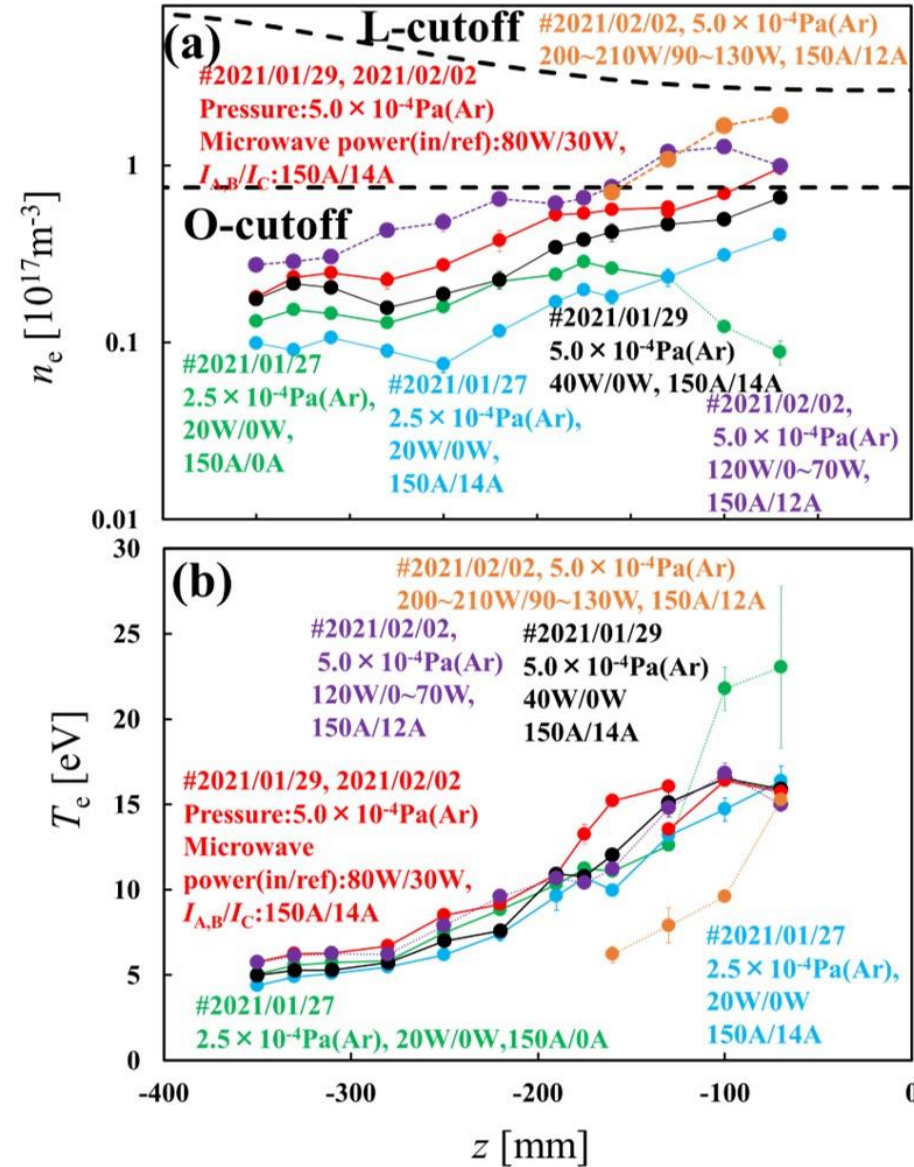 (a)
L-cutoff
#2021/02/02, 5.0 × 10⁻⁴Pa(Ar)
200~210W/90~130W, 150A/12A
#2021/01/29, 2021/02/02
Pressure:5.0 × 10⁻⁴Pa(Ar)
Microwave power(in/ref):80W/30W,
I_A,B/I_C:150A/14A
O-cutoff
1
0.1
0.01
nₑ [10¹⁷m⁻³]
#2021/01/27
2.5 × 10⁻⁴Pa(Ar),
20W/0W,
150A/0A
#2021/01/27
2.5 × 10⁻⁴Pa(Ar),
20W/0W,
150A/14A
#2021/01/29
5.0 × 10⁻⁴Pa(Ar)
40W/0W, 150A/14A
#2021/02/02,
5.0 × 10⁻⁴Pa(Ar)
120W/0~70W,
150A/12A
(b)
#2021/02/02, 5.0 × 10⁻⁴Pa(Ar)
200~210W/90~130W, 150A/12A
#2021/02/02,
5.0 × 10⁻⁴Pa(Ar)
120W/0~70W,
150A/12A
#2021/01/29
5.0 × 10⁻⁴Pa(Ar)
40W/0W
150A/14A
#2021/01/29, 2021/02/02
Pressure:5.0 × 10⁻⁴Pa(Ar)
Microwave
power(in/ref):80W/30W,
I_A,B/I_C:150A/14A
#2021/01/27
2.5 × 10⁻⁴Pa(Ar), 20W/0W,150A/0A
#2021/01/27
2.5 × 10⁻⁴Pa(Ar),
20W/0W
150A/14A
30
25
20
15
10
5
0
Tₑ [eV]
-400 -300 -200 -100 0
z [mm]